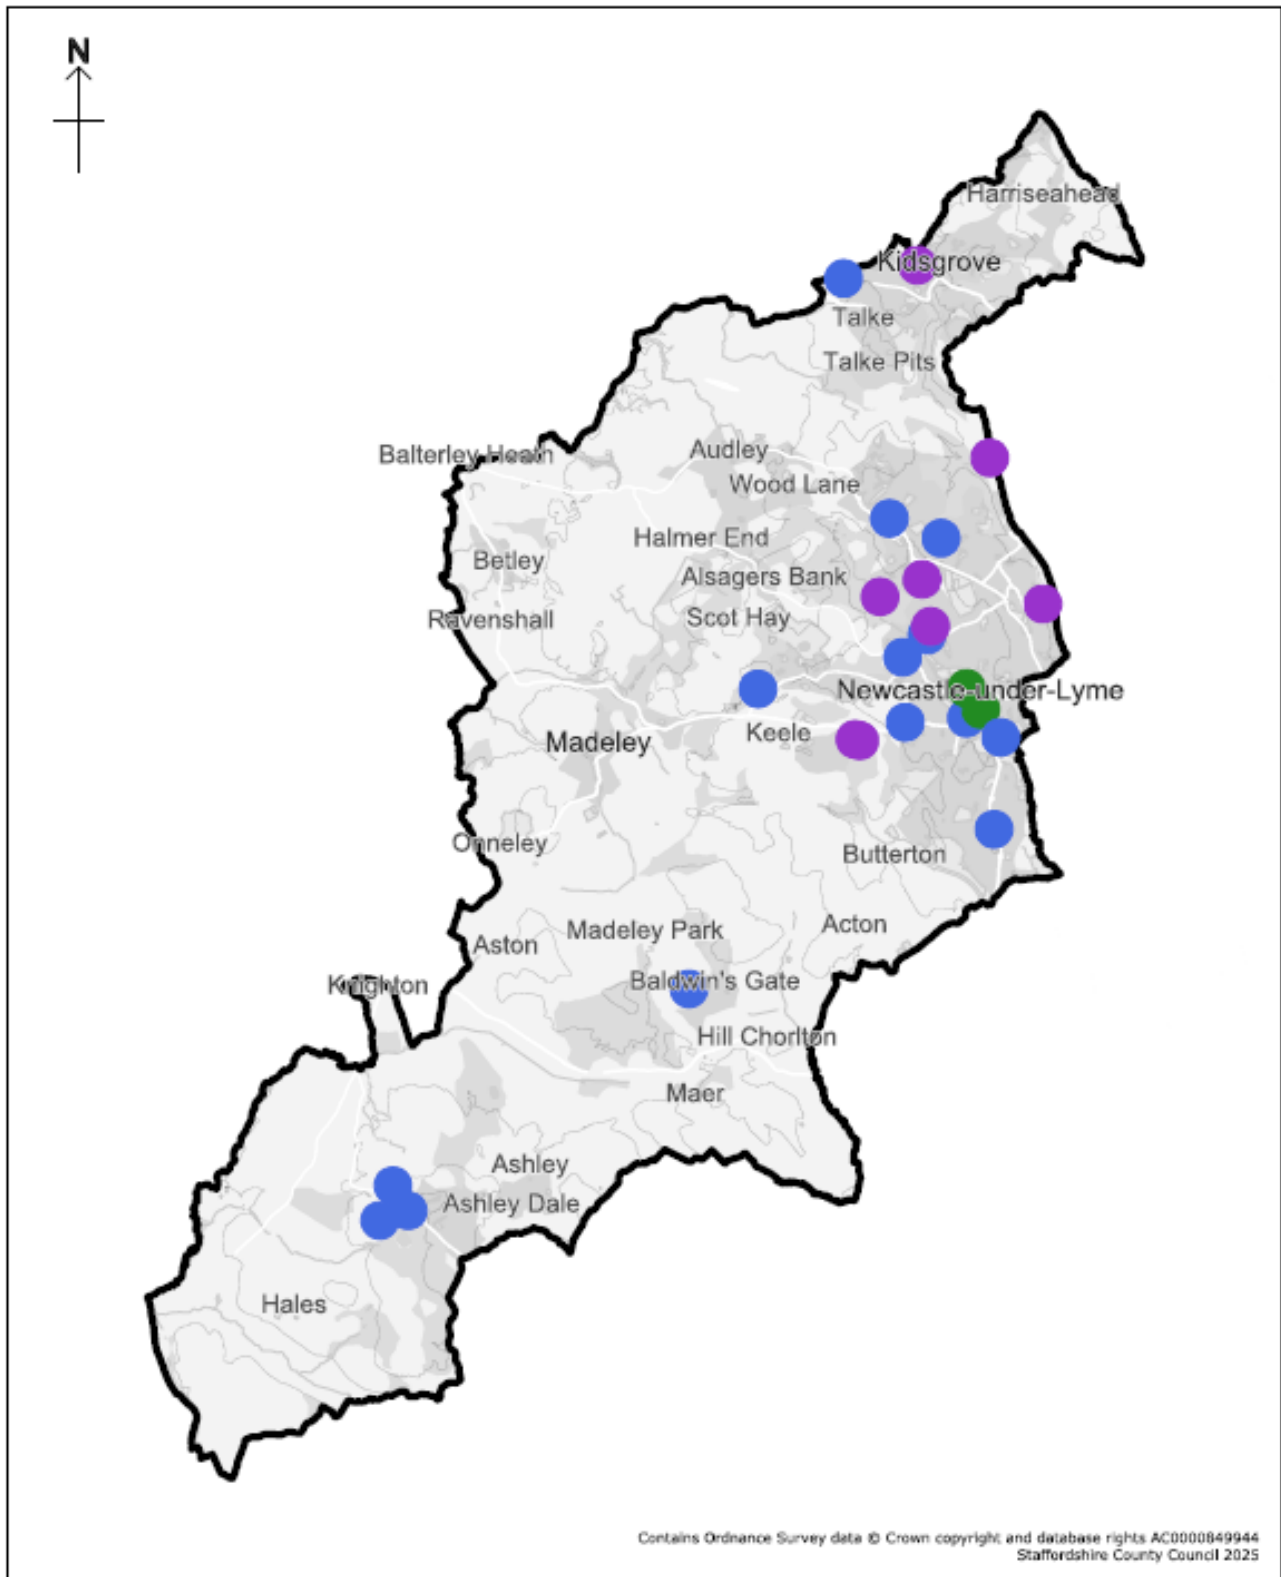 N
Harriseahead
Kidsgrove
Talke
Talke Pits
Balterley Heath
Audley
Wood Lane
Halmer End
Betley
Alsagers Bank
Ravenshall
Scot Hay
Newcastle-under-Lyme
Keele
Madeley
Onneley
Butterton
Madeley Park
Acton
Aston
Baldwin's Gate
Knighton
Hill Chorlton
Maer
Ashley
Ashley Dale
Hales
Contains Ordnance Survey data © Crown copyright and database rights AC0000849944
Staffordshire County Council 2025